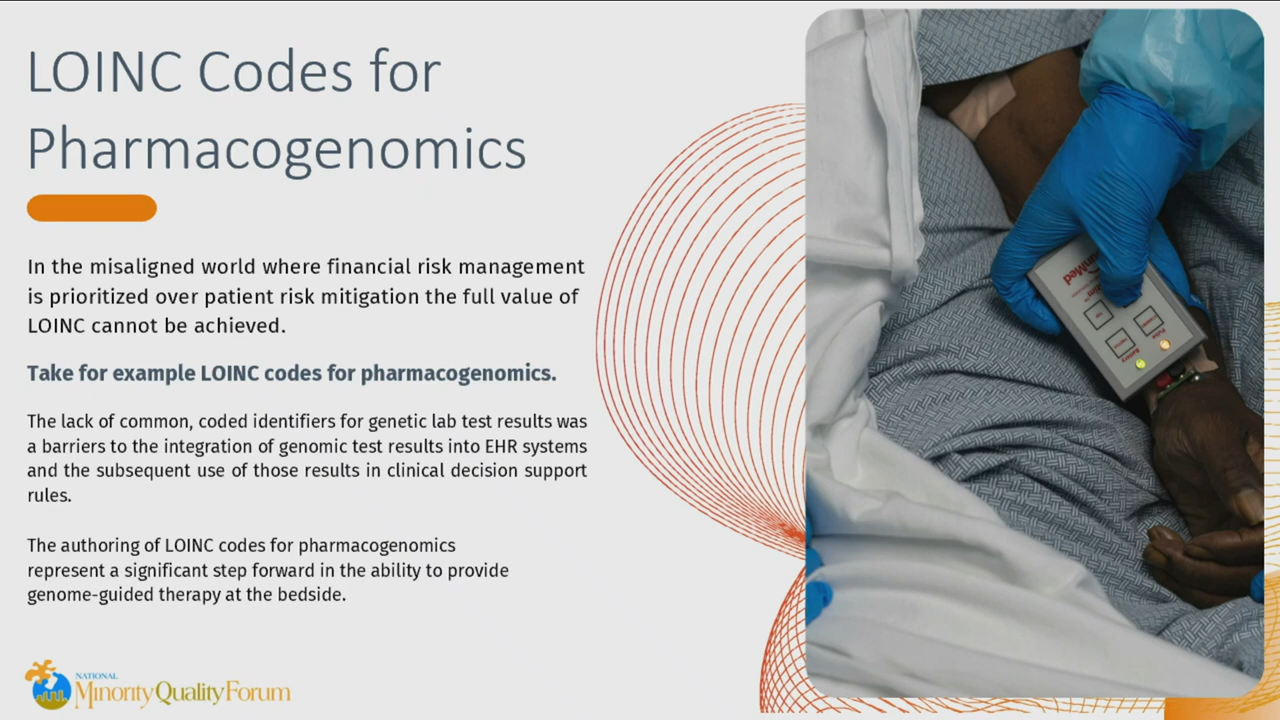 LOINC Codes for
Pharmacogenomics
In the misaligned world where financial risk management
is prioritized over patient risk mitigation the full value of
LOINC cannot be achieved.
Take for example LOINC codes for pharmacogenomics.
The lack of common, coded identifiers for genetic lab test results was
a barriers to the integration of genomic test results into EHR systems
and the subsequent use of those results in clinical decision support
rules.
The authoring of LOINC codes for pharmacogenomics
represent a significant step forward in the ability to provide
genome-guided therapy at the bedside.
NATIONAL
Minority Quality Forum
Pulse
Battery